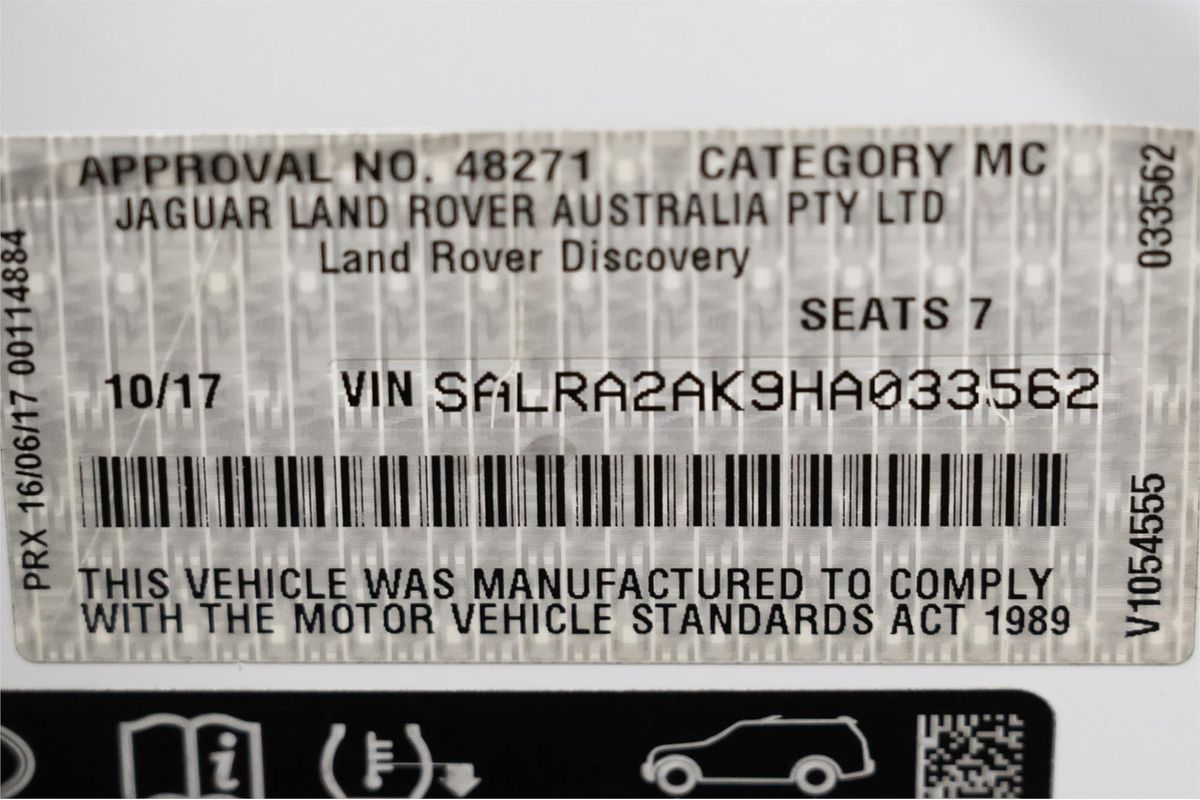 APPROVAL NO. 48271 CATEGORY MC
JAGUAR LAND ROVER AUSTRALIA PTY LTD
Land Rover Discovery
SEATS 7
10/17 VIN SALRA2AK9HA033562
THIS VEHICLE WAS MANUFACTURED TO COMPLY
WITH THE MOTOR VEHICLE STANDARDS ACT 1989
PRX 16/06/17 00114884
033562
V1054555
i